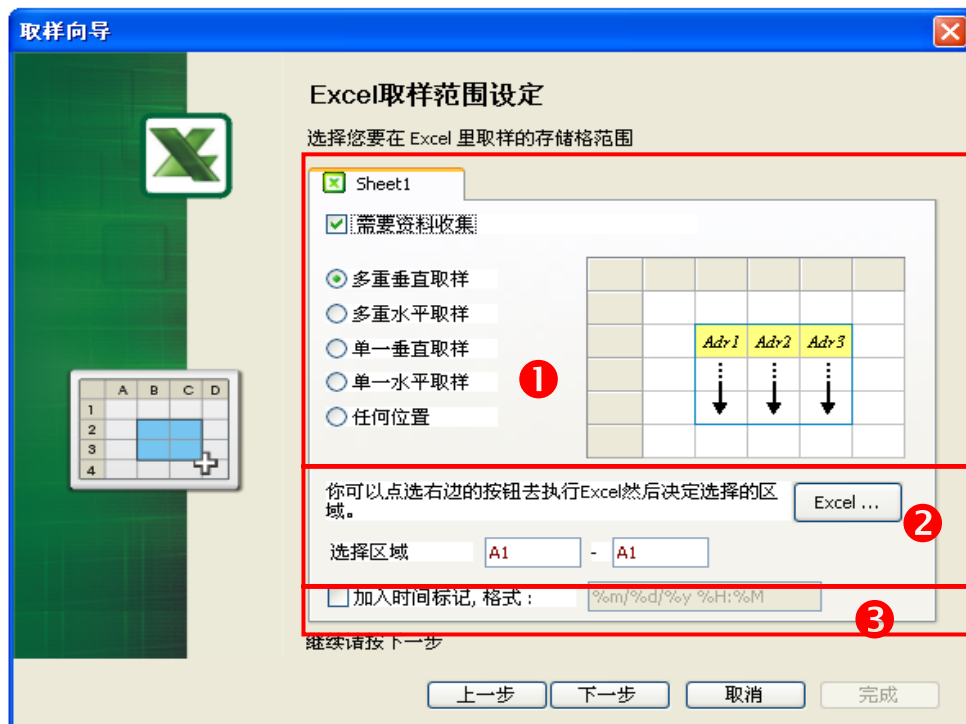 取样向导
Excel取样范围设定
选择您要在 Excel 里取样的存储格范围
Sheet1
需要资料收集
多重垂直取样
多重水平取样
单一垂直取样
单一水平取样
任何位置
Adr1 Adr2 Adr3
❶
A B C D
1
2
3
4
你可以点选右边的按钮去执行Excel然后决定选择的区
域。
Excel ...
❷
选择区域 A1 - A1
加入时间标记, 格式 : %m/%d/%y %H:%M
❸
继续请按下一步
上一步 下一步 取消 完成